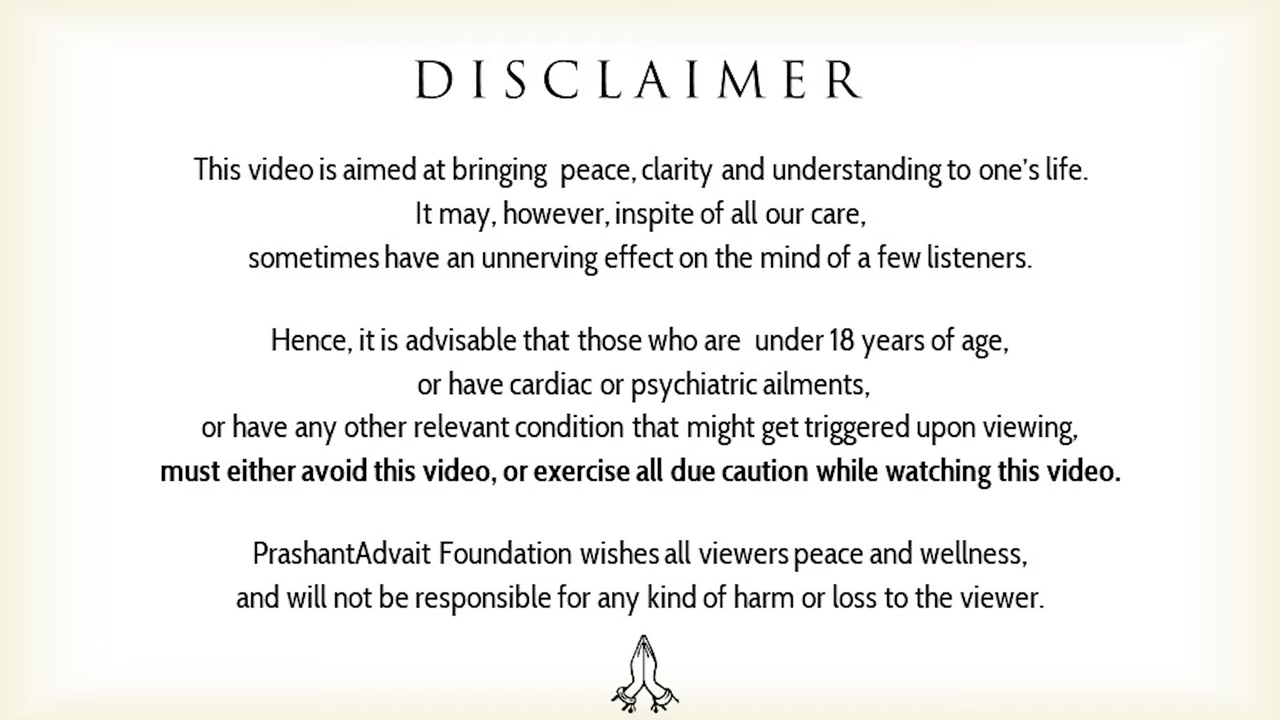 DISCLAIMER
This video is aimed at bringing peace, clarity and understanding to one's life.
It may, however, inspite of all our care,
sometimes have an unnerving effect on the mind of a few listeners.
Hence, it is advisable that those who are under 18 years of age,
or have cardiac or psychiatric ailments,
or have any other relevant condition that might get triggered upon viewing,
must either avoid this video, or exercise all due caution while watching this video.
PrashantAdvait Foundation wishes all viewers peace and wellness,
and will not be responsible for any kind of harm or loss to the viewer.